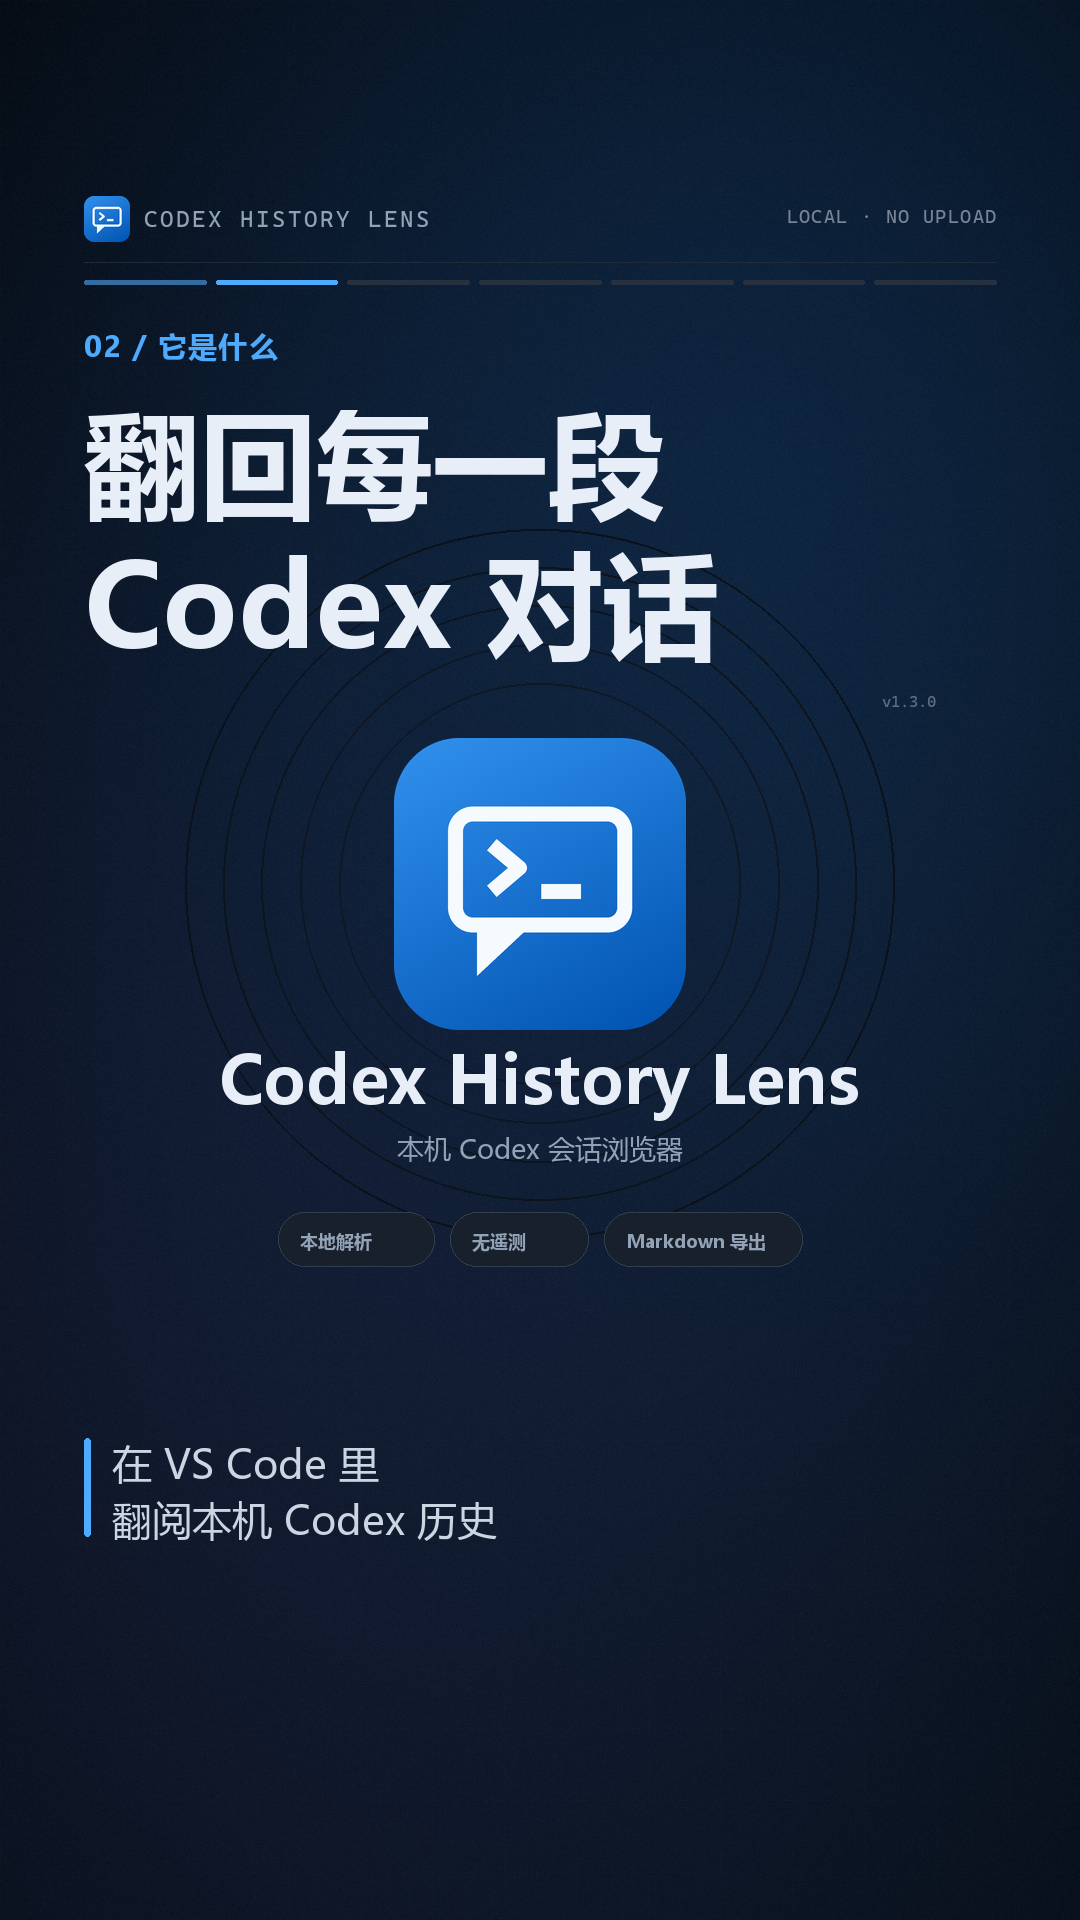 CODEX HISTORY LENS
LOCAL · NO UPLOAD
02 / 它是什么
翻回每一段
Codex 对话
v1.3.0
Codex History Lens
本机 Codex 会话浏览器
本地解析
无遥测
Markdown 导出
在 VS Code 里
翻阅本机 Codex 历史